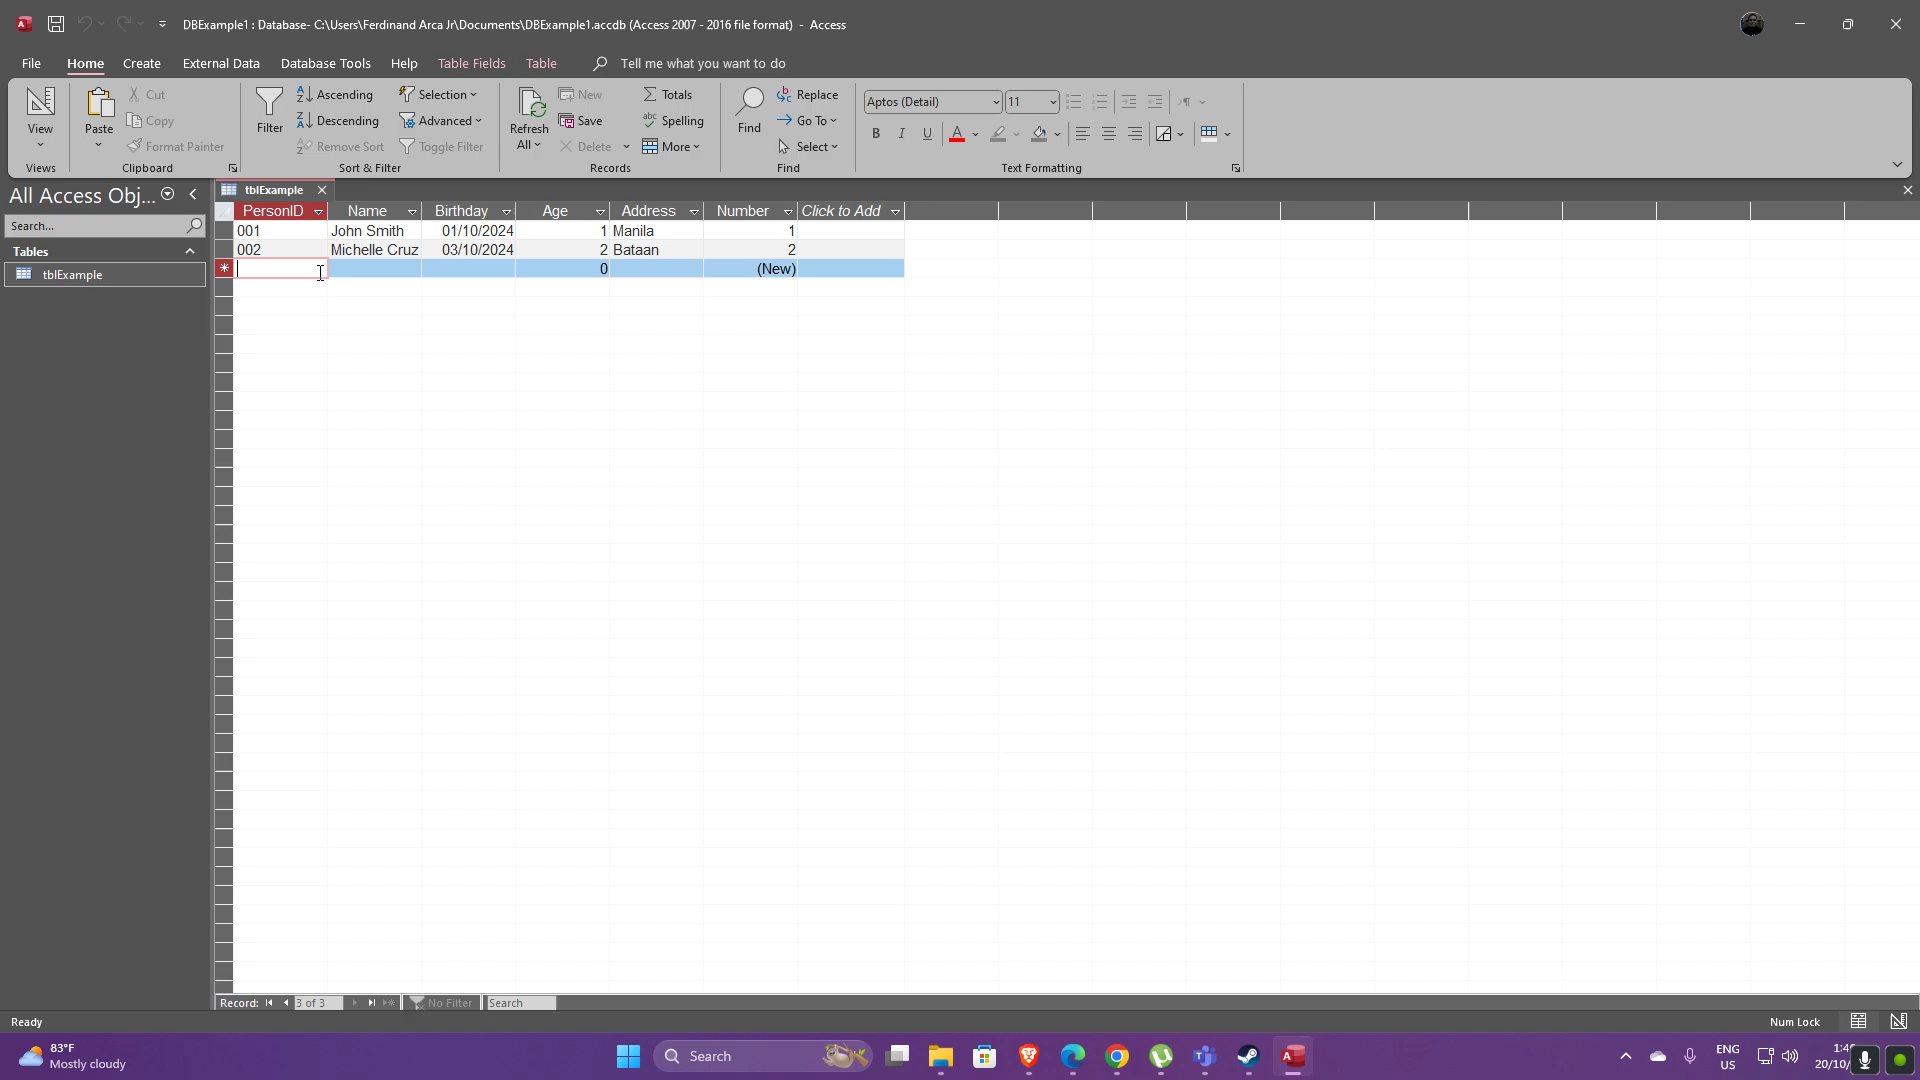 DBExample1 : Database- C:\Users\Ferdinand Arca Jr\Documents\DBExample1.accdb (Access 2007 - 2016 file format) - Access
File Home Create External Data Database Tools Help Table Fields Table Tell me what you want to do
View
Views
Paste
Cut
Copy
Format Painter
Clipboard
Filter
Ascending
Descending
Remove Sort
Selection
Advanced
Toggle Filter
Sort & Filter
Refresh
All
New
Save
Delete
Totals
Spelling
More
Records
Find
Replace
Go To
Select
Find
Aptos (Detail) 11
B I U A
Text Formatting
All Access Obj...
Search...
Tables
tblExample
tblExample
PersonID Name Birthday Age Address Number Click to Add
001 John Smith 01/10/2024 1 Manila 1
002 Michelle Cruz 03/10/2024 2 Bataan 2
* 0 (New)
Record: 3 of 3 No Filter Search
Ready
Num Lock
83°F
Mostly cloudy
Search
ENG
US
20/10/